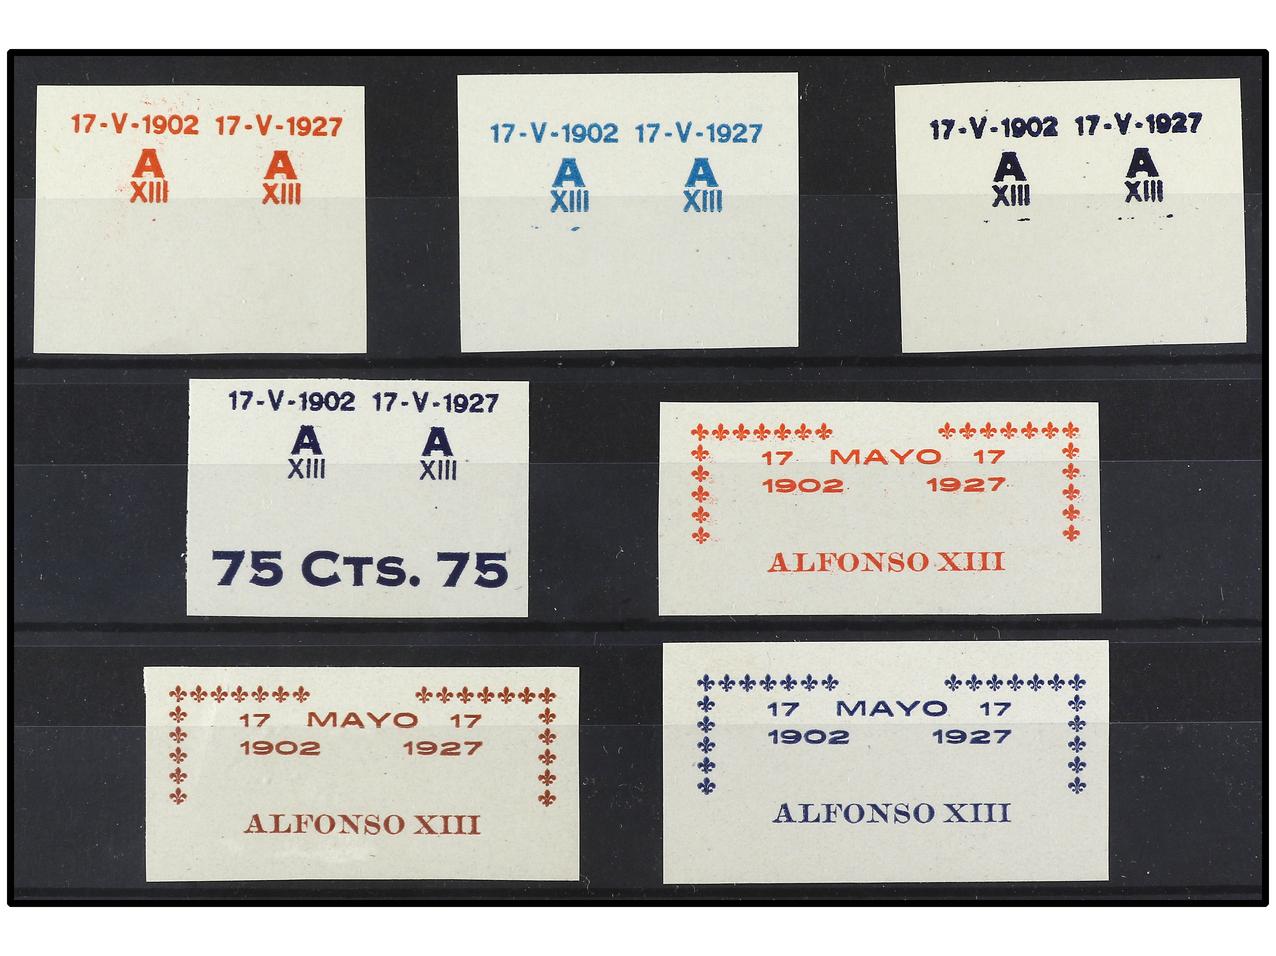 17-V-1902 17-V-1927
A A
XIII XIII
17-V-1902 17-V-1927
A A
XIII XIII
17-V-1902 17-V-1927
A A
XIII XIII
17-V-1902 17-V-1927
A A
XIII XIII
75 CTS. 75
17 MAYO 17
1902 1927
ALFONSO XIII
17 MAYO 17
1902 1927
ALFONSO XIII
17 MAYO 17
1902 1927
ALFONSO XIII